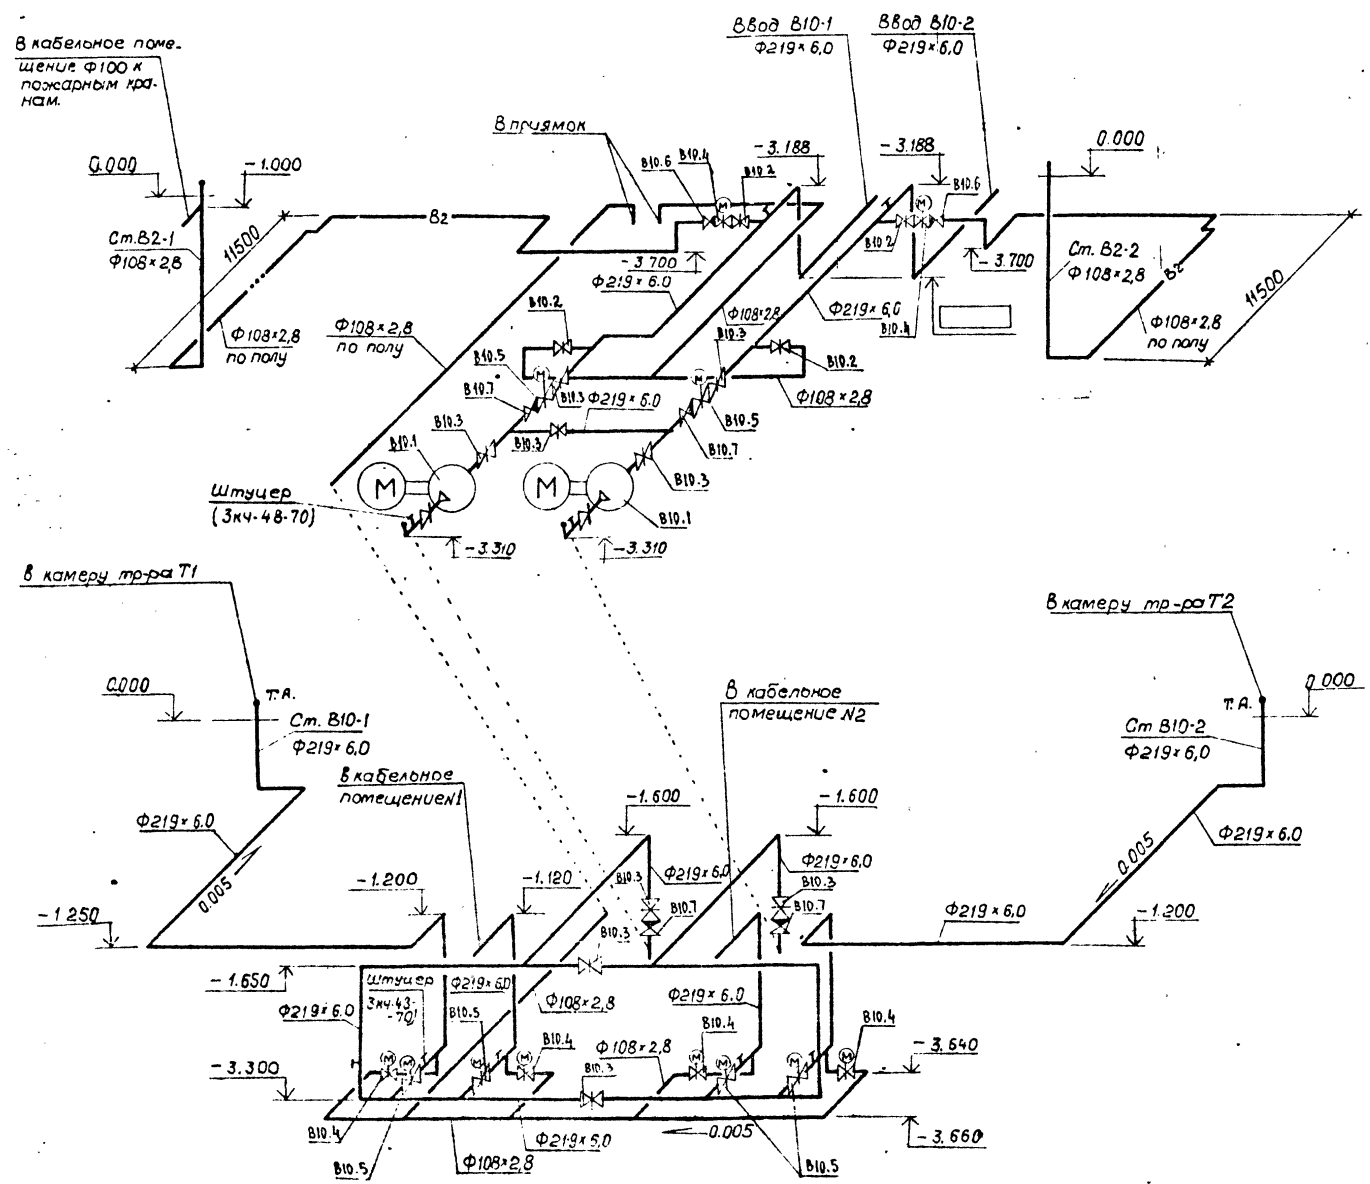 В кабельное поме-
щение Ф100 к
пожарным кра-
нам.
Ввод В10-1
Ф219×6,0
Ввод В10-2
Ф219×6,0
В приямок
0.000
-1.000
В10.6
В10.4
В10.2
-3.188
-3.188
В10.6
0.000
М
М
Ст.В2-1
Ф108×2,8
11500
В2
-3.700
Ф219×6.0
В10.2
-3.700
Ст. В2-2
Ф108×2,8
В2
11500
Ф108×2,8
по полу
Ф108×2,8
по полу
В10.2
Ф108×2.8
В10.3
Ф219×6,0
В10.4
Ф108×2,8
по полу
В10.5
В10.7
М
В10.3
Ф219×6.0
М
В10.2
Ф108×2,8
В10.5
В10.3
В10.1
В10.3
В10.7
В10.3
М
М
Штуцер
(3кч-48-70)
В10.1
-3.310
-3.310
В камеру тр-ра Т1
В камеру тр-ра Т2
0.000
Т.А.
Ст. В10-1
Ф219×6,0
В кабельное
помещение N2
0.000
Т.А.
Ст В10-2
Ф219×6,0
В кабельное
помещение N1
-1.600
-1.600
Ф219×6.0
0.005
Ф219×6.0
0.005
-1.200
-1.120
Ф219×6,0
Ф219×6,0
В10.3
В10.3
В10.7
В10.7
-1.250
Ф219×6,0
-1.200
В10.3
-1.650
Штуцер
3кч-43-
-70)
Ф219×6,0
Ф219×6.0
Ф108×2,8
Ф219×6.0
В10.5
В10.4
В10.4
В10.4
М
М
М
М
М
М
М
М
Ф108×2,8
-3.640
-3.300
В10.3
В10.4
В10.5
Ф219×6,0
Ф108×2,8
0.005
В10.5
-3.660